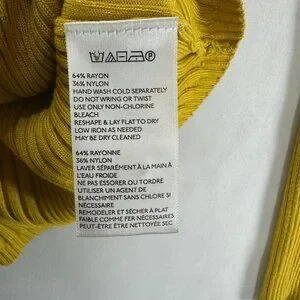 64% RAYON
36% NYLON
HAND WASH COLD SEPARATELY
DO NOT WRING OR TWIST
USE ONLY NON-CHLORINE
BLEACH
RESHAPE & LAY FLAT TO DRY
LOW IRON AS NEEDED
MAY BE DRY CLEANED
64% RAYONNE
36% NYLON
LAVER SÉPARÉMENT À LA MAIN À
L'EAU FROIDE
NE PAS ESSORER OU TORDRE
UTILISER UN AGENT DE
BLANCHIMENT SANS CHLORE SI
NÉCESSAIRE
REMODELER ET SÉCHER À PLAT
FAIBLE COMME FER NÉCESSAIRES
PEUT-ÊTRE ÊTRE NETTOYÉE SEC